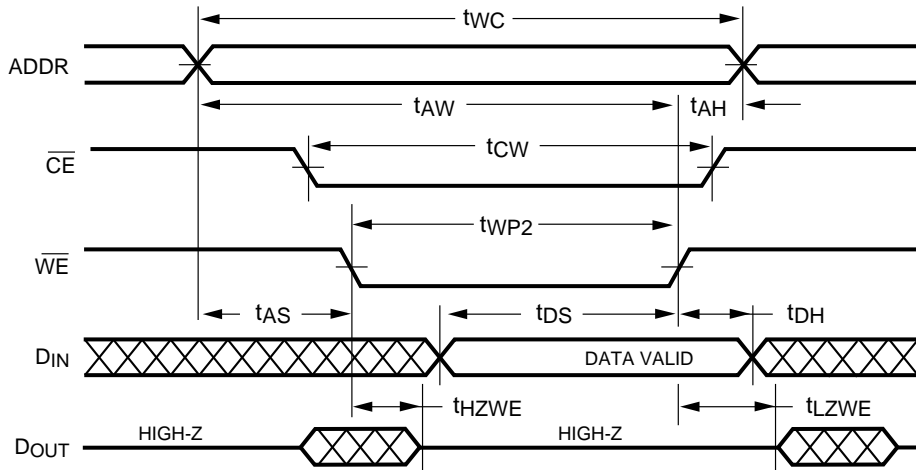 tWC
ADDR
tAW
tAH
CE
tCW
tWP2
WE
tAS
tDS
tDH
DIN
DATA VALID
tHZWE
tLZWE
DOUT
HIGH-Z
HIGH-Z